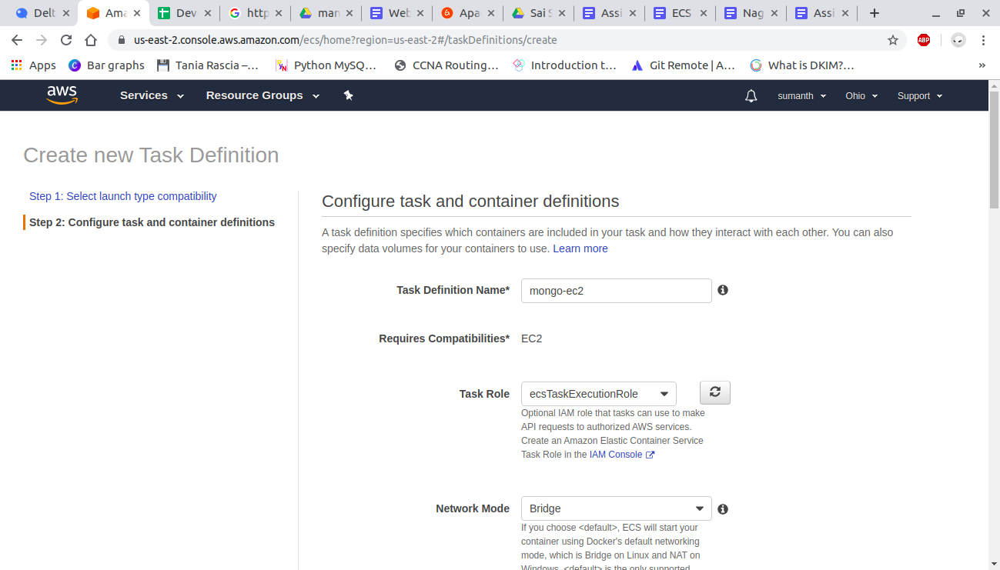 Delt
Ama
Dev
http
man
Web
Apa
Sai S
Assi
ECS
Nag
Assi
us-east-2.console.aws.amazon.com/ecs/home?region=us-east-2#/taskDefinitions/create
ABP
Apps
Bar graphs
Tania Rascia –...
Python MySQ...
CCNA Routing...
Introduction t...
Git Remote | A...
What is DKIM?...
»
aws
Services
Resource Groups
sumanth
Ohio
Support
Create new Task Definition
Step 1: Select launch type compatibility
Step 2: Configure task and container definitions
Configure task and container definitions
A task definition specifies which containers are included in your task and how they interact with each other. You can also
specify data volumes for your containers to use. Learn more
Task Definition Name* mongo-ec2
Requires Compatibilities* EC2
Task Role ecsTaskExecutionRole
Optional IAM role that tasks can use to make
API requests to authorized AWS services.
Create an Amazon Elastic Container Service
Task Role in the IAM Console
Network Mode Bridge
If you choose <default>, ECS will start your
container using Docker's default networking
mode, which is Bridge on Linux and NAT on
Windows. <default> is the only supported